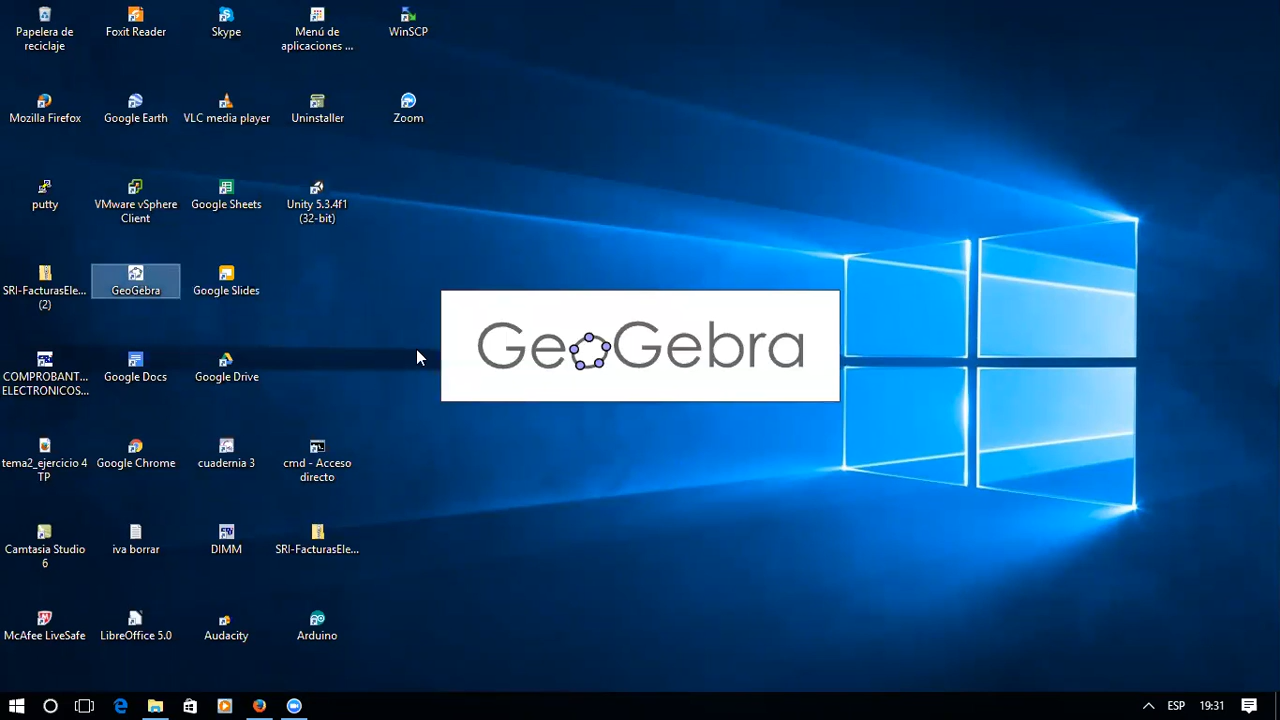 Papelera de
reciclaje
Foxit Reader
Skype
Menú de
aplicaciones ...
WinSCP
Mozilla Firefox
Google Earth
VLC media player
Uninstaller
Zoom
putty
VMware vSphere
Client
Google Sheets
Unity 5.3.4f1
(32-bit)
SRI-FacturasEle...
(2)
GeoGebra
Google Slides
GeoGebra
COMPROBANT...
ELECTRONICOS...
Google Docs
Google Drive
tema2_ejercicio 4
TP
Google Chrome
cuadernia 3
cmd - Acceso
directo
Camtasia Studio
6
iva borrar
DIMM
SRI-FacturasEle...
McAfee LiveSafe
LibreOffice 5.0
Audacity
Arduino
ESP
19:31